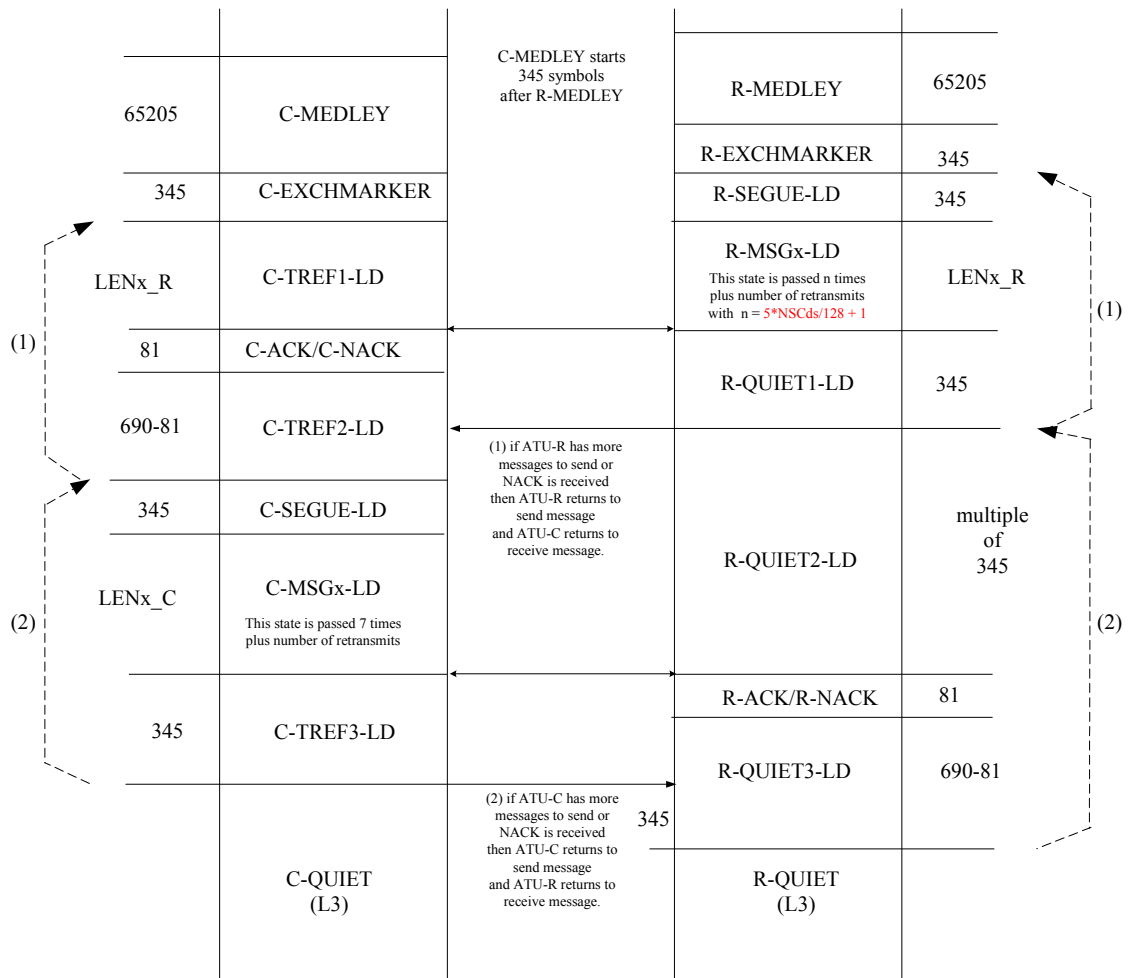 C-MEDLEY starts
345 symbols
after R-MEDLEY
65205
C-MEDLEY
R-MEDLEY
65205
R-EXCHMARKER
345
345
C-EXCHMARKER
R-SEGUE-LD
345
LENx_R
C-TREF1-LD
R-MSGx-LD
This state is passed n times
plus number of retransmits
with n = 5*NSCds/128 + 1
LENx_R
(1)
(1)
81
C-ACK/C-NACK
R-QUIET1-LD
345
690-81
C-TREF2-LD
(1) if ATU-R has more
messages to send or
NACK is received
then ATU-R returns to
send message
and ATU-C returns to
receive message.
345
C-SEGUE-LD
R-QUIET2-LD
multiple
of
345
LENx_C
C-MSGx-LD
This state is passed 7 times
plus number of retransmits
(2)
(2)
R-ACK/R-NACK
81
345
C-TREF3-LD
R-QUIET3-LD
690-81
(2) if ATU-C has more
messages to send or
NACK is received
then ATU-C returns to
send message
and ATU-R returns to
receive message.
345
C-QUIET
(L3)
R-QUIET
(L3)